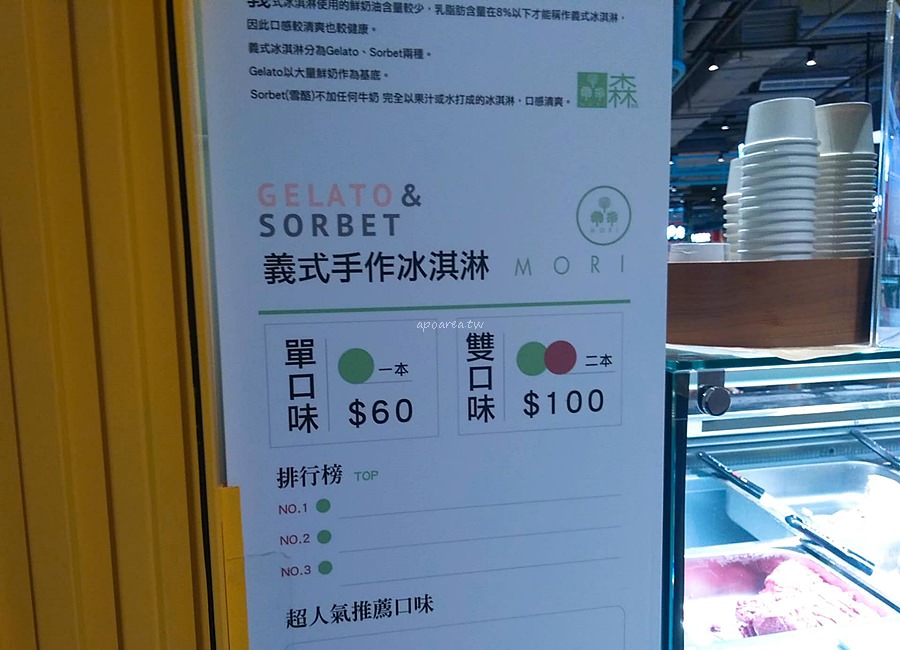 義式冰淇淋使用的鮮奶油含量較少，乳脂肪含量在8%以下才能稱作義式冰淇淋，
因此口感較清爽也較健康。
義式冰淇淋分為Gelato、Sorbet兩種。
Gelato以大量鮮奶作為基底。
Sorbet(雪酪)不加任何牛奶 完全以果汁或水打成的冰淇淋，口感清爽。
森
GELATO &
SORBET
MORI
義式手作冰淇淋 MORI
apoarea.tw
單口味 一本 $60
雙口味 二本 $100
排行榜 TOP
NO.1
NO.2
NO.3
超人氣推薦口味